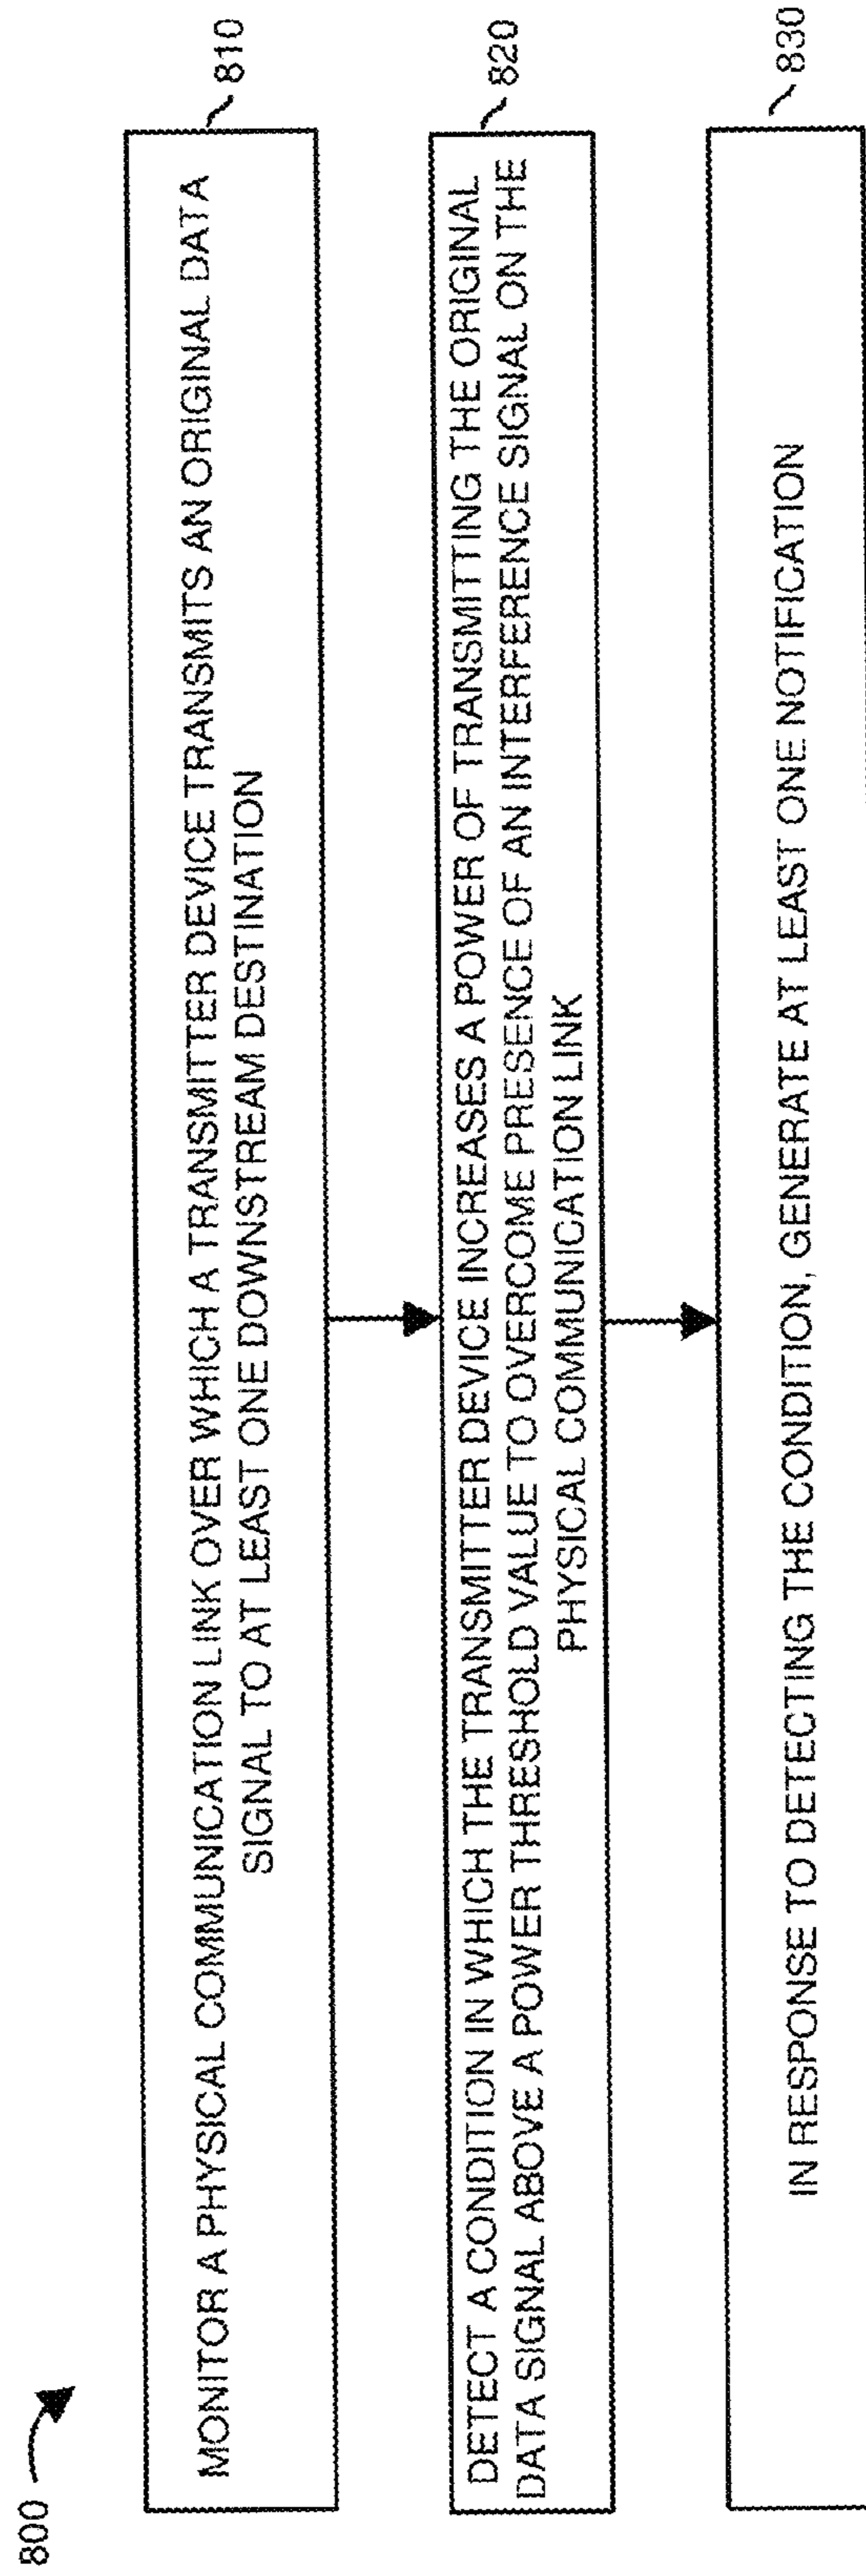 800
MONITOR A PHYSICAL COMMUNICATION LINK OVER WHICH A TRANSMITTER DEVICE TRANSMITS AN ORIGINAL DATA
SIGNAL TO AT LEAST ONE DOWNSTREAM DESTINATION
810
DETECT A CONDITION IN WHICH THE TRANSMITTER DEVICE INCREASES A POWER OF TRANSMITTING THE ORIGINAL
DATA SIGNAL ABOVE A POWER THRESHOLD VALUE TO OVERCOME PRESENCE OF AN INTERFERENCE SIGNAL ON THE
PHYSICAL COMMUNICATION LINK
820
IN RESPONSE TO DETECTING THE CONDITION, GENERATE AT LEAST ONE NOTIFICATION
830